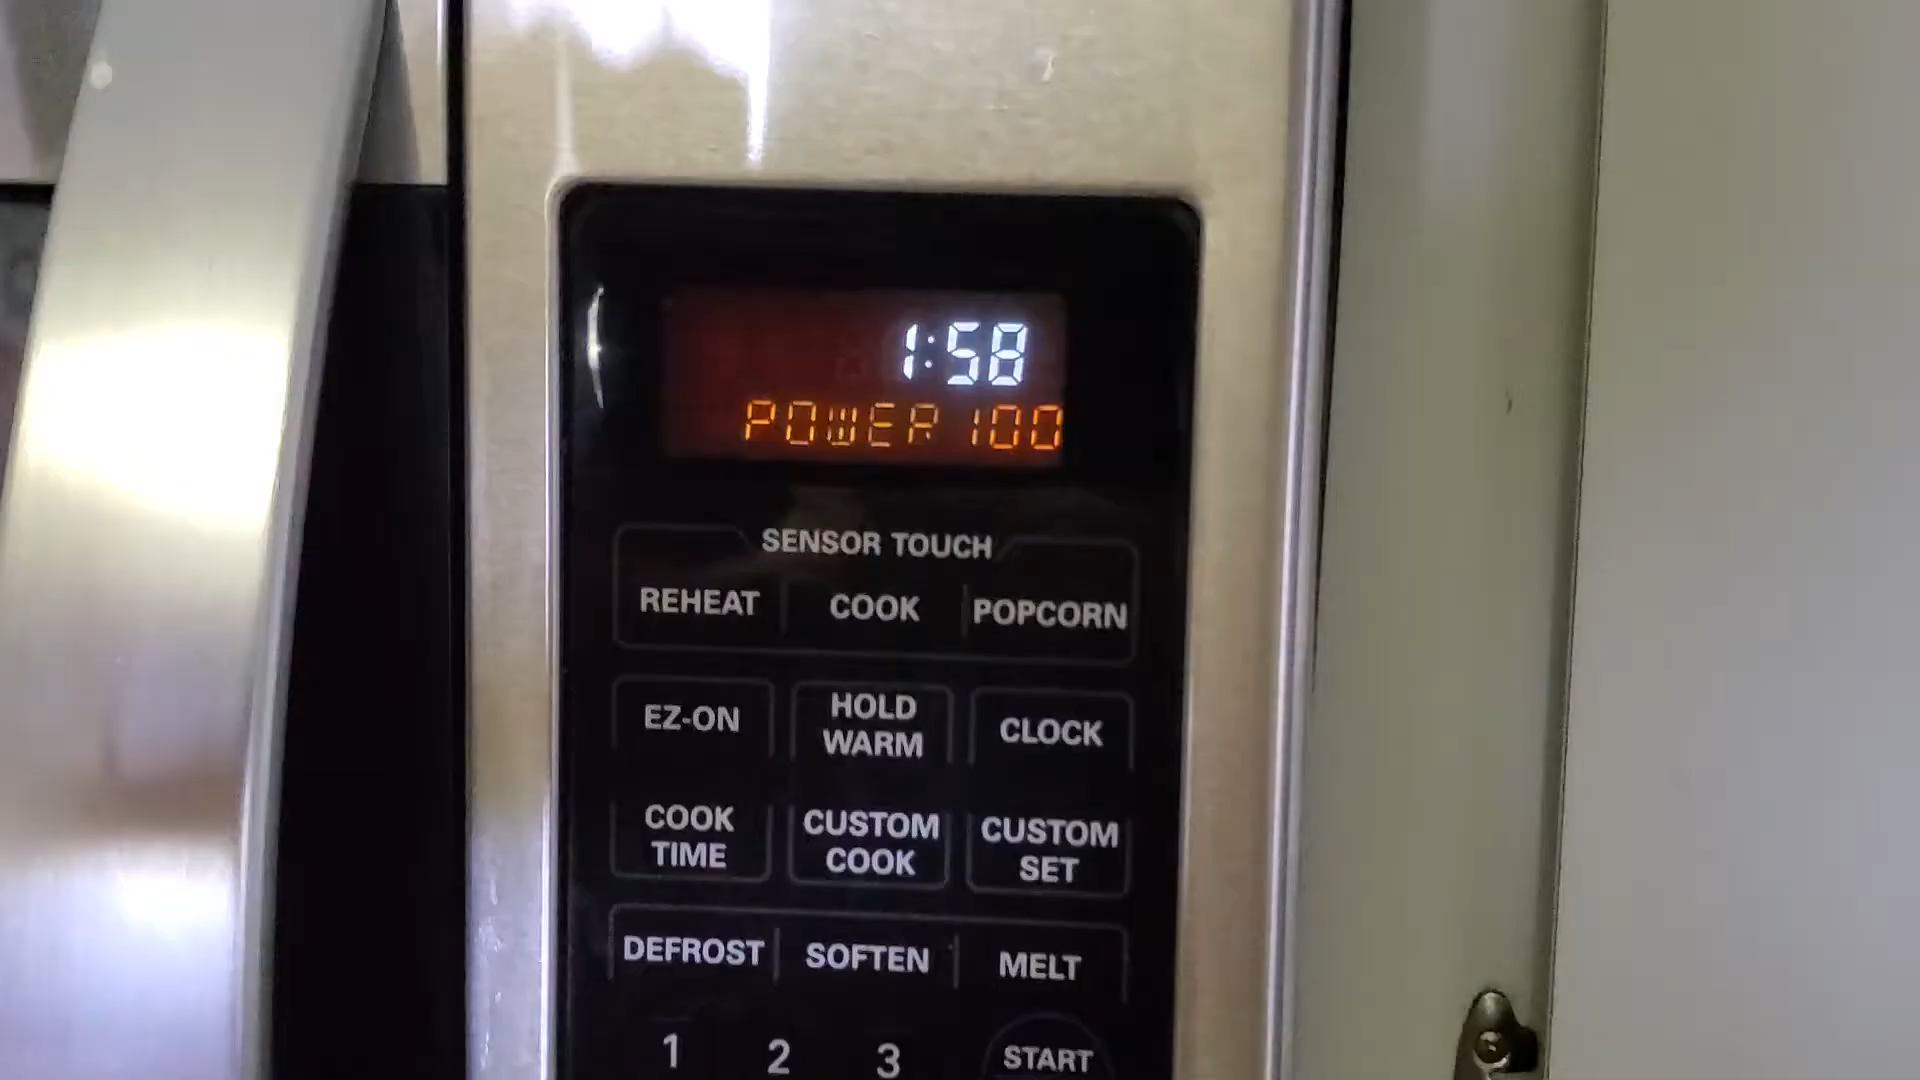 1:58
POWER 100
SENSOR TOUCH
REHEAT COOK POPCORN
EZ-ON HOLD WARM CLOCK
COOK TIME CUSTOM COOK CUSTOM SET
DEFROST SOFTEN MELT
1 2 3 START